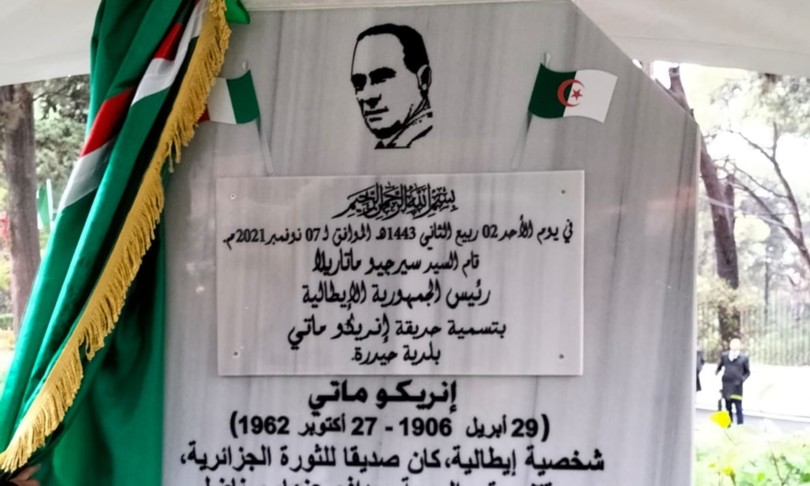 بسم الله الرحمن الرحيم
في يوم الأحد 02 ربيع الثاني 1443هـ الموافق لـ 07 نوفمبر 2021م.
قام السيد سيرجيو ماتاريلا
رئيس الجمهورية الإيطالية
بتسمية حديقة إنريكو ماتي
بلدية حيدرة.
إنريكو ماتي
(29 أبريل 1906 - 27 أكتوبر 1962)
شخصية إيطالية، كان صديقا للثورة الجزائرية،